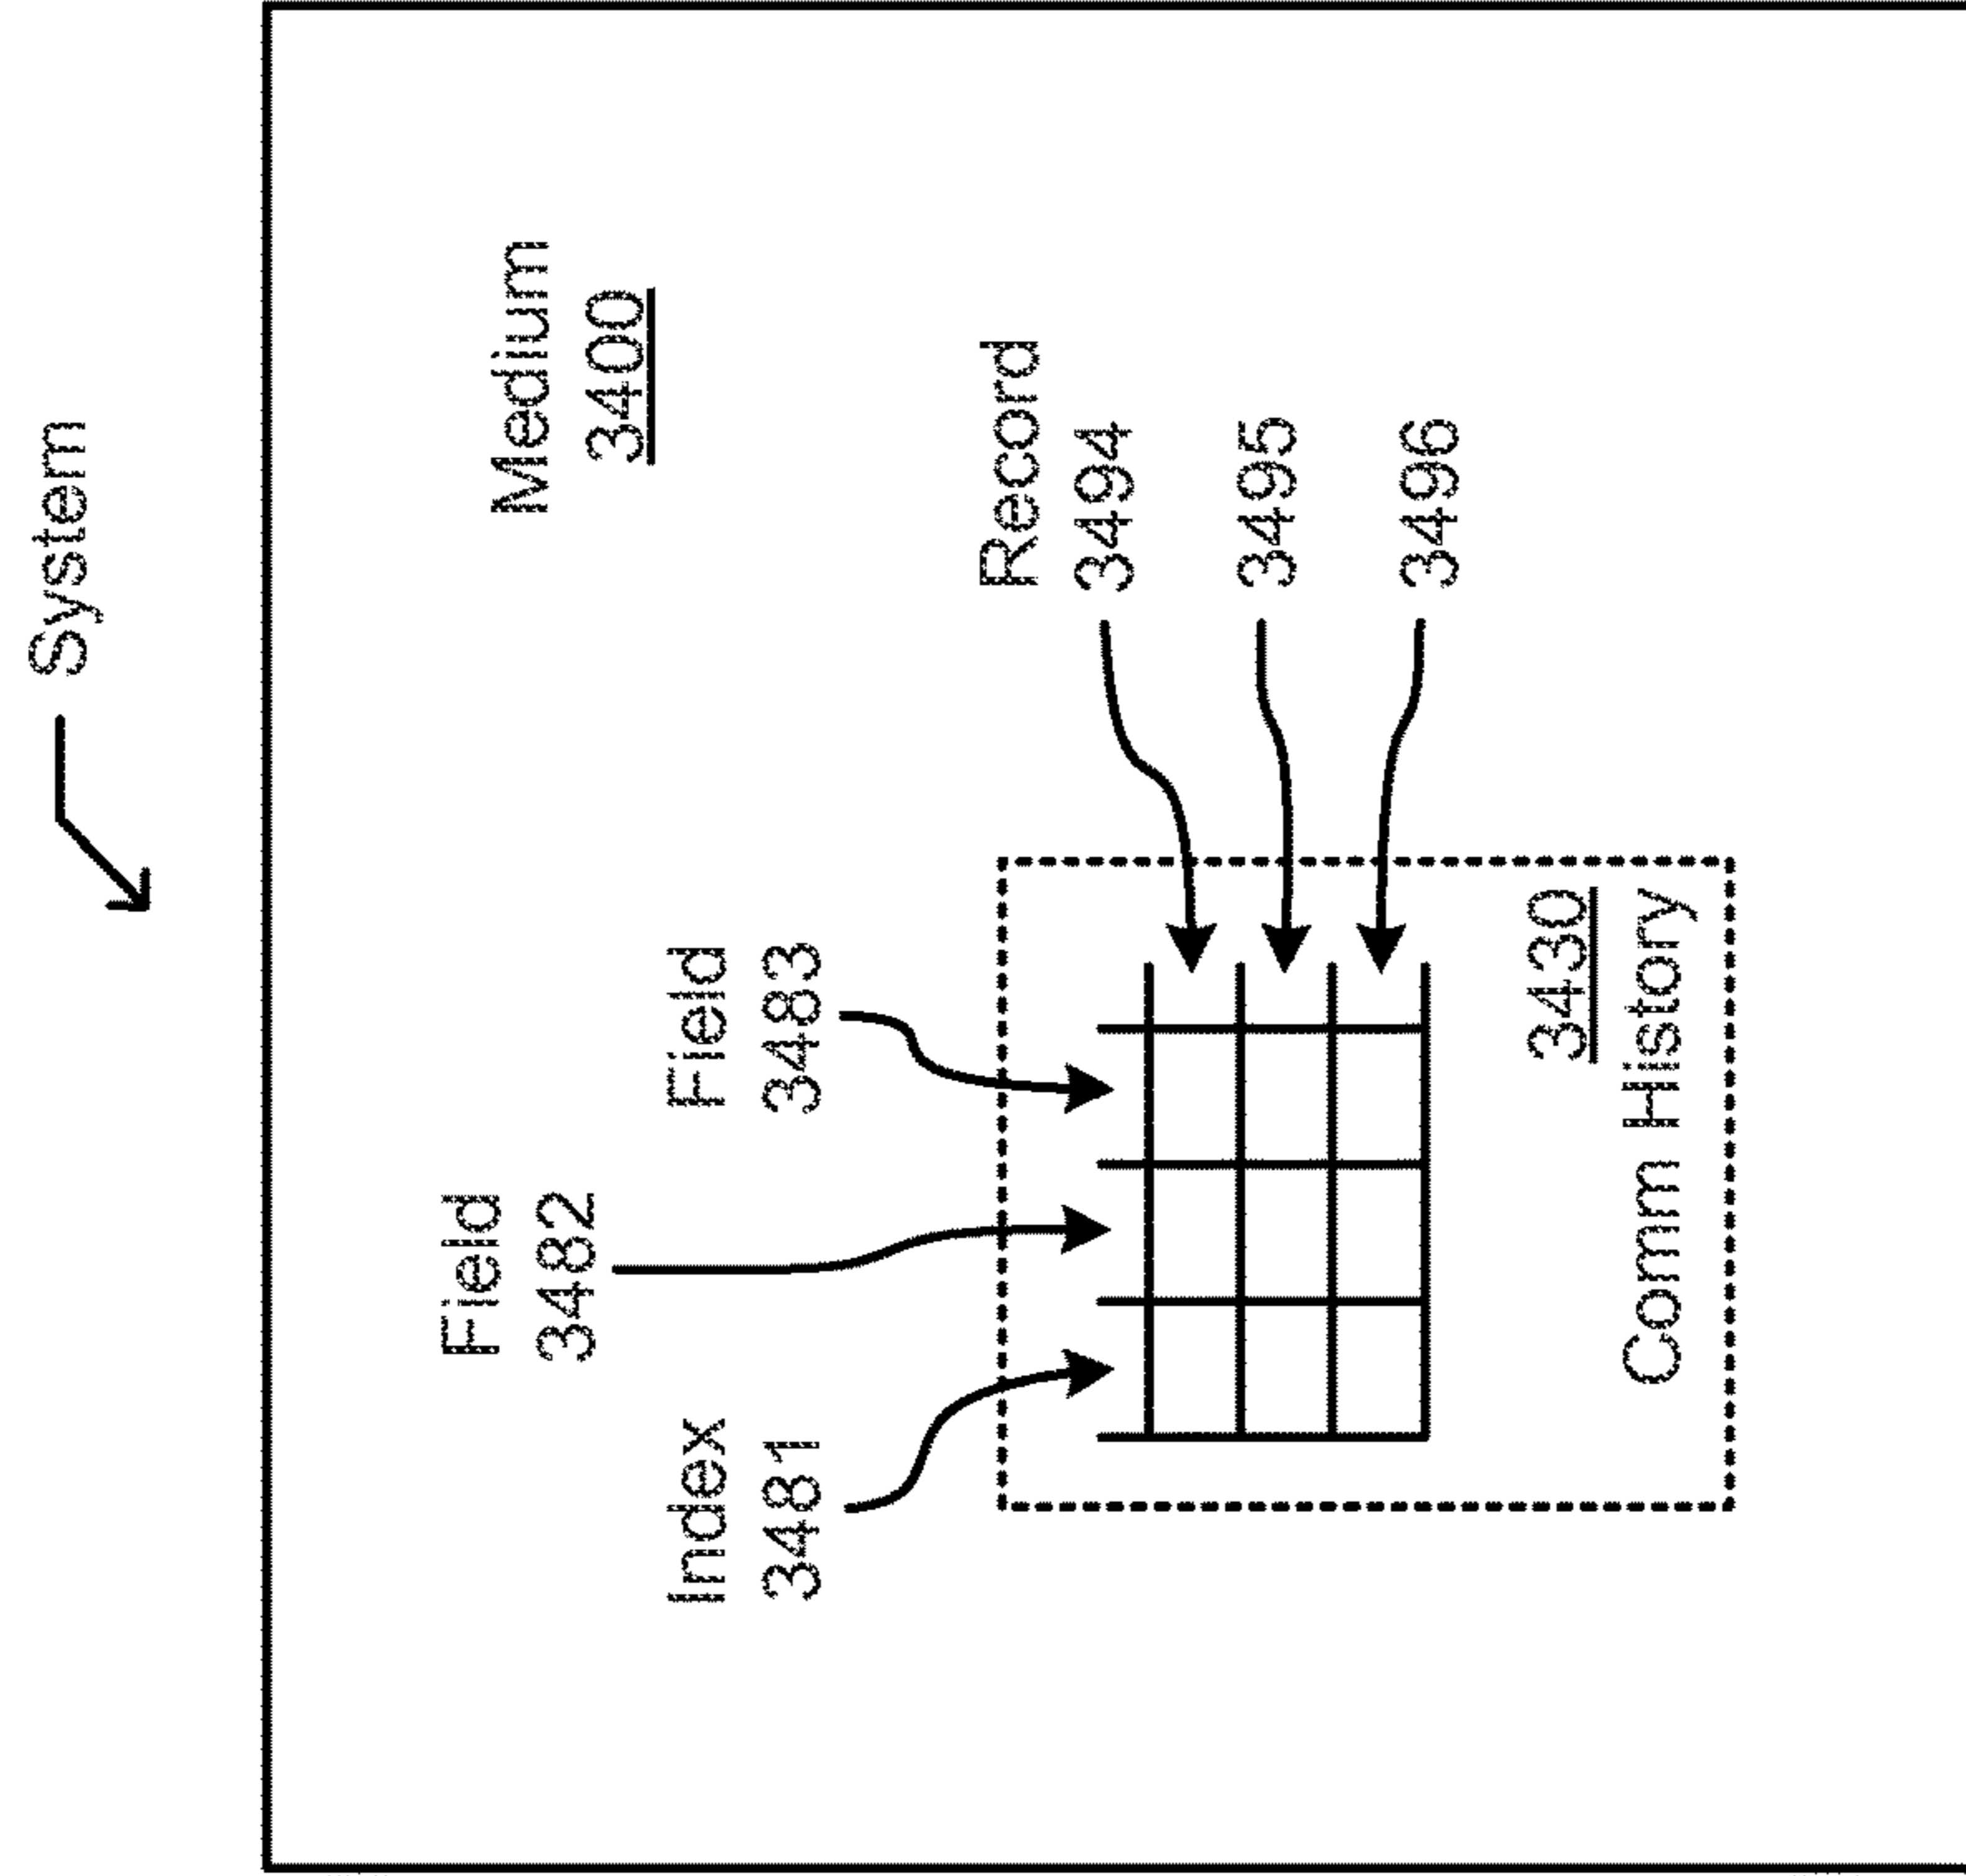 System
Medium
3400
Field
3482
Index
3481
Field
3483
Record
3494
3495
3496
3430
Comm History